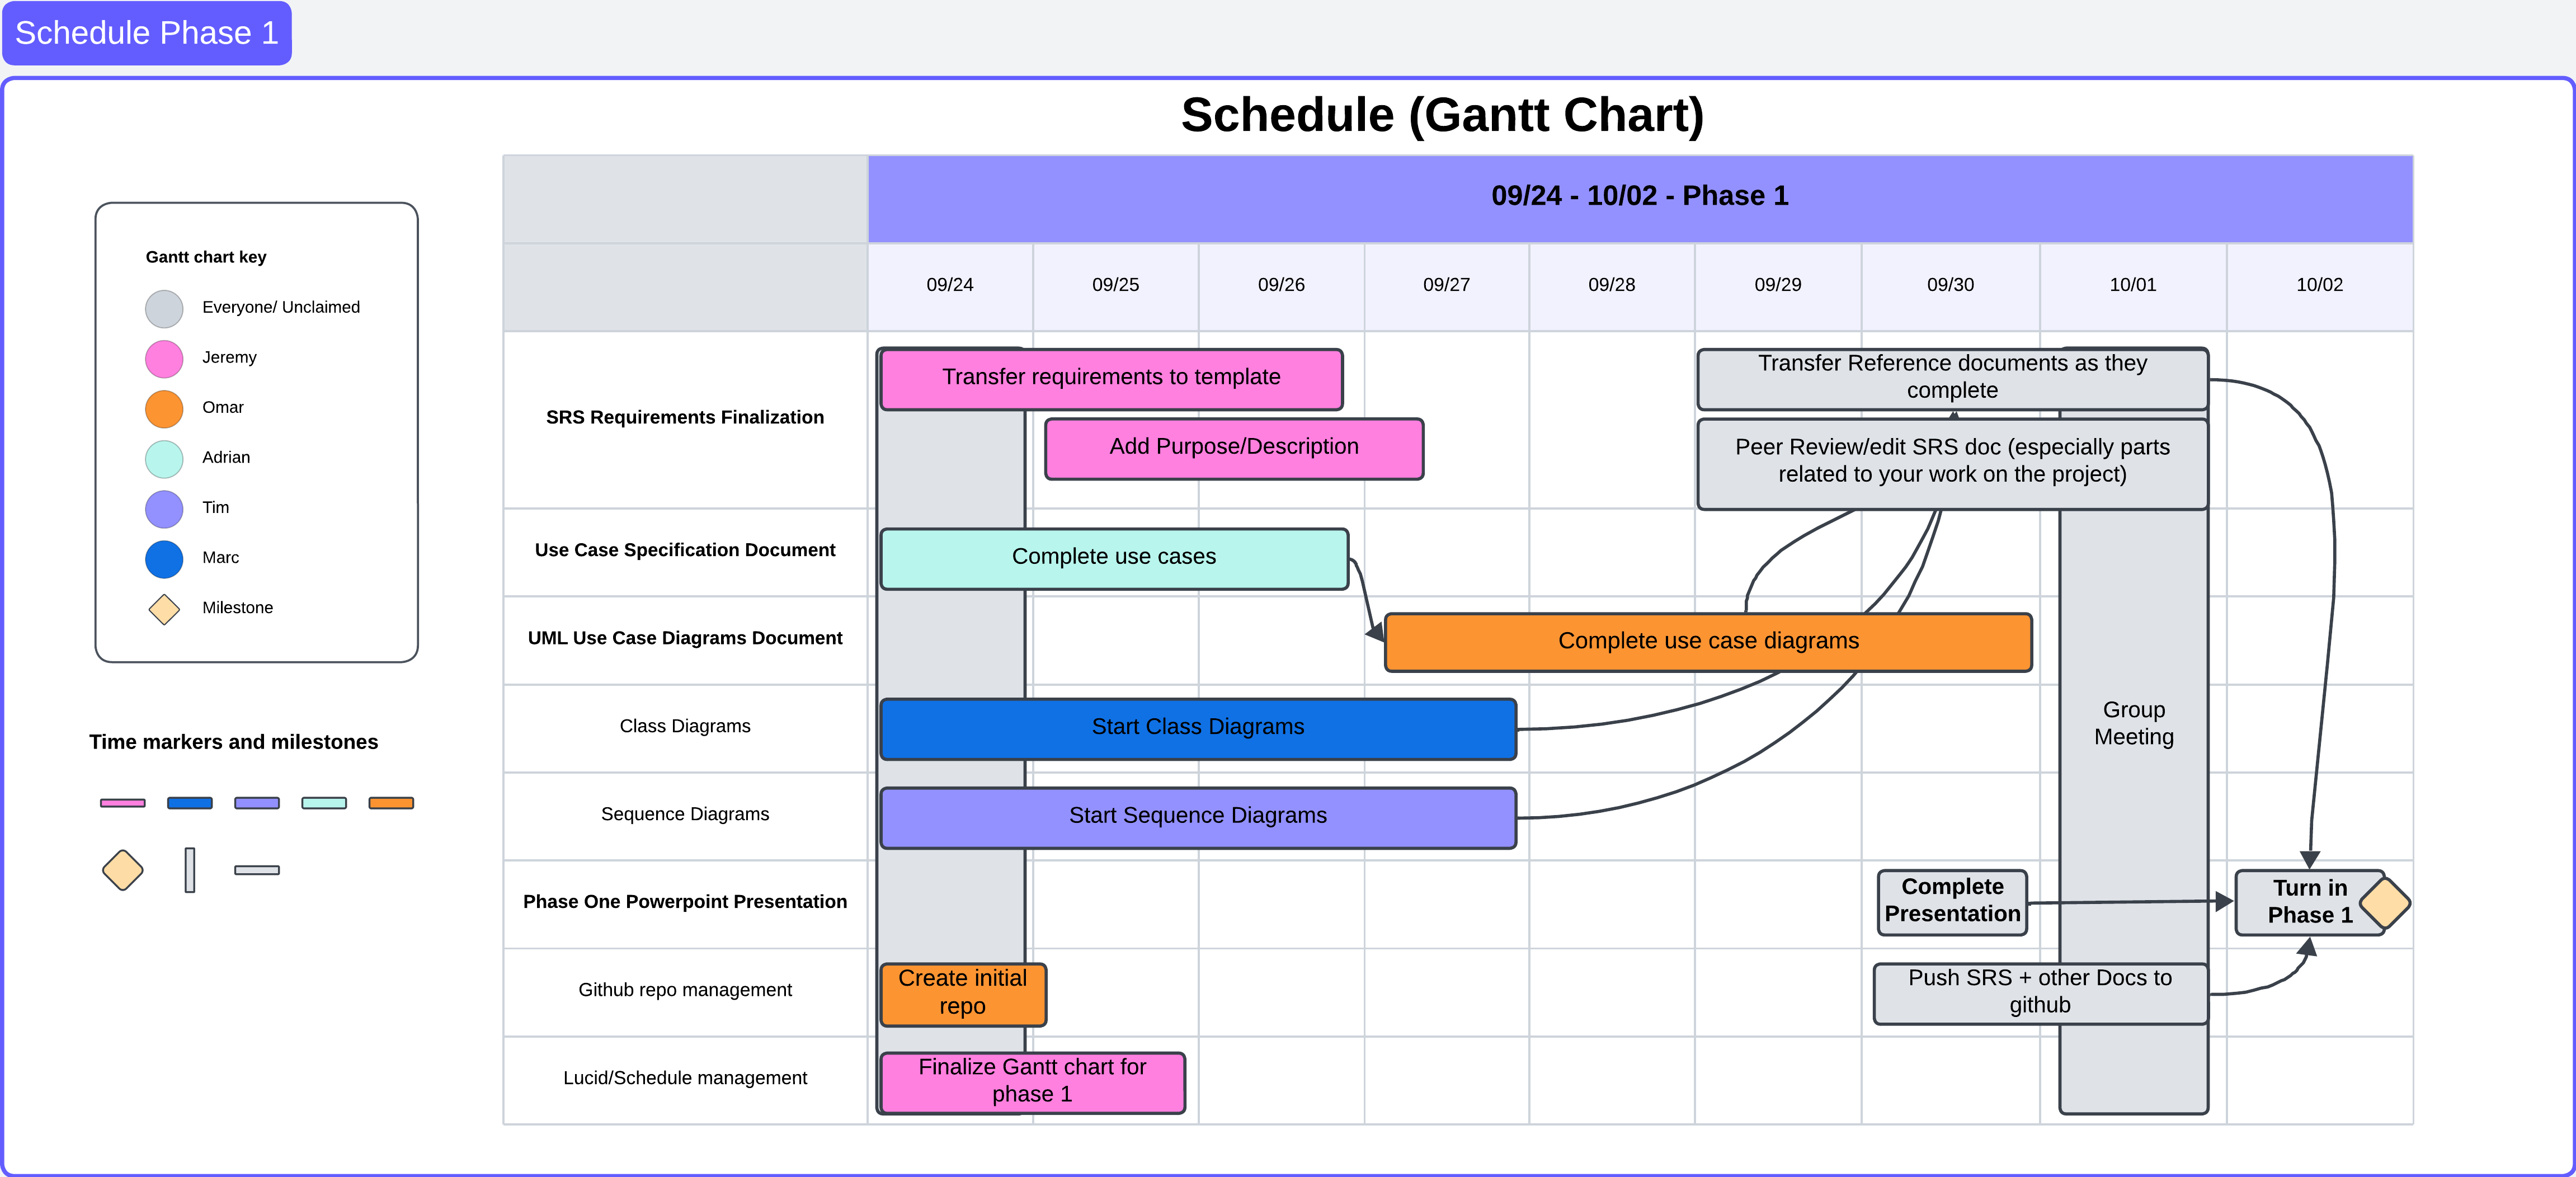 Schedule Phase 1
Schedule (Gantt Chart)
09/24 - 10/02 - Phase 1
09/24
09/25
09/26
09/27
09/28
09/29
09/30
10/01
10/02
Gantt chart key
Everyone/ Unclaimed
Jeremy
Omar
Adrian
Tim
Marc
Milestone
Time markers and milestones
SRS Requirements Finalization
Transfer requirements to template
Add Purpose/Description
Transfer Reference documents as they
complete
Peer Review/edit SRS doc (especially parts
related to your work on the project)
Use Case Specification Document
Complete use cases
UML Use Case Diagrams Document
Complete use case diagrams
Class Diagrams
Start Class Diagrams
Group
Meeting
Sequence Diagrams
Start Sequence Diagrams
Phase One Powerpoint Presentation
Complete
Presentation
Turn in
Phase 1
Github repo management
Create initial
repo
Push SRS + other Docs to
github
Lucid/Schedule management
Finalize Gantt chart for
phase 1